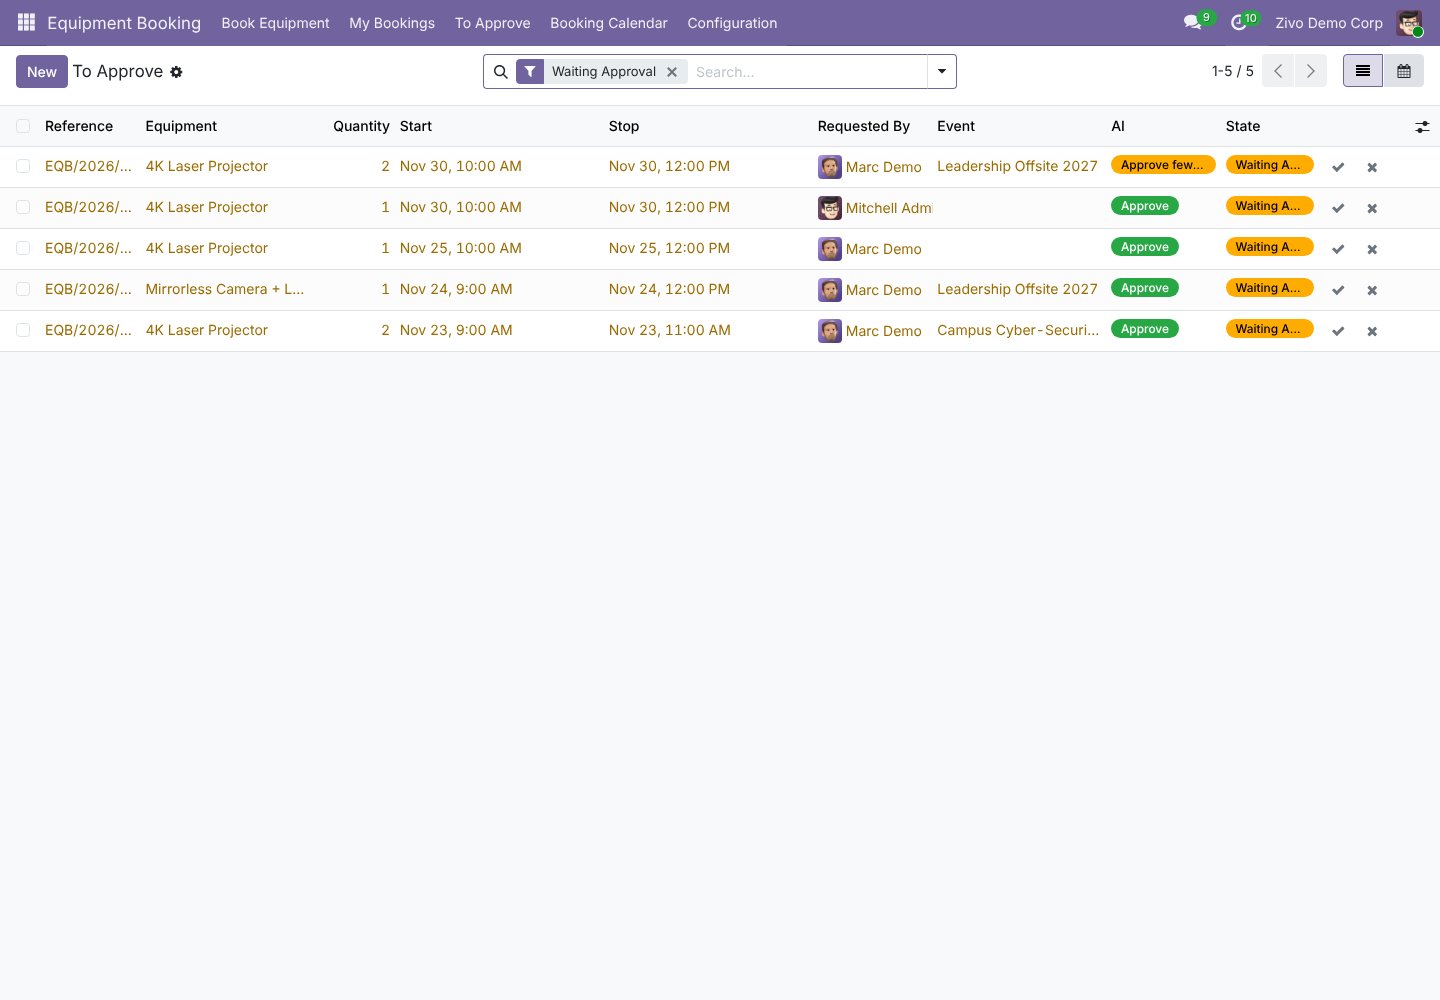 Equipment Booking Book Equipment My Bookings To Approve Booking Calendar Configuration 9 10 Zivo Demo Corp
New To Approve Waiting Approval Search... 1-5 / 5
Reference Equipment Quantity Start Stop Requested By Event AI State
EQB/2026/... 4K Laser Projector 2 Nov 30, 10:00 AM Nov 30, 12:00 PM Marc Demo Leadership Offsite 2027 Approve few... Waiting A...
EQB/2026/... 4K Laser Projector 1 Nov 30, 10:00 AM Nov 30, 12:00 PM Mitchell Adm Approve Waiting A...
EQB/2026/... 4K Laser Projector 1 Nov 25, 10:00 AM Nov 25, 12:00 PM Marc Demo Approve Waiting A...
EQB/2026/... Mirrorless Camera + L... 1 Nov 24, 9:00 AM Nov 24, 12:00 PM Marc Demo Leadership Offsite 2027 Approve Waiting A...
EQB/2026/... 4K Laser Projector 2 Nov 23, 9:00 AM Nov 23, 11:00 AM Marc Demo Campus Cyber-Securi... Approve Waiting A...